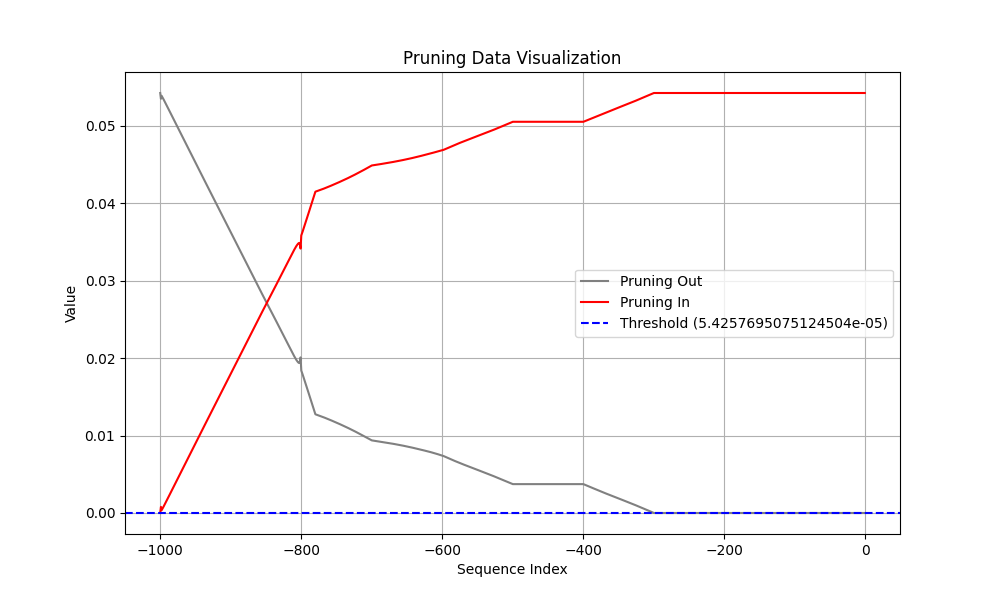 Pruning Data Visualization
Value
0.05
0.04
0.03
0.02
0.01
0.00
Pruning Out
Pruning In
Threshold (5.4257695075124504e-05)
−1000 −800 −600 −400 −200 0
Sequence Index